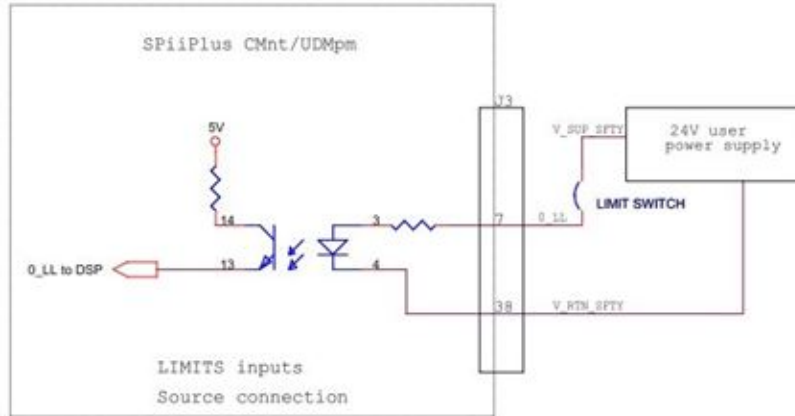 SPiiPlus CMnt/UDMpm
J3
5V
V_SUP_SFTY
24V user
power supply
LIMIT SWITCH
14
3
7
0_LL
13
4
0_LL to DSP
38
V_RTN_SFTY
LIMITS inputs
Source connection